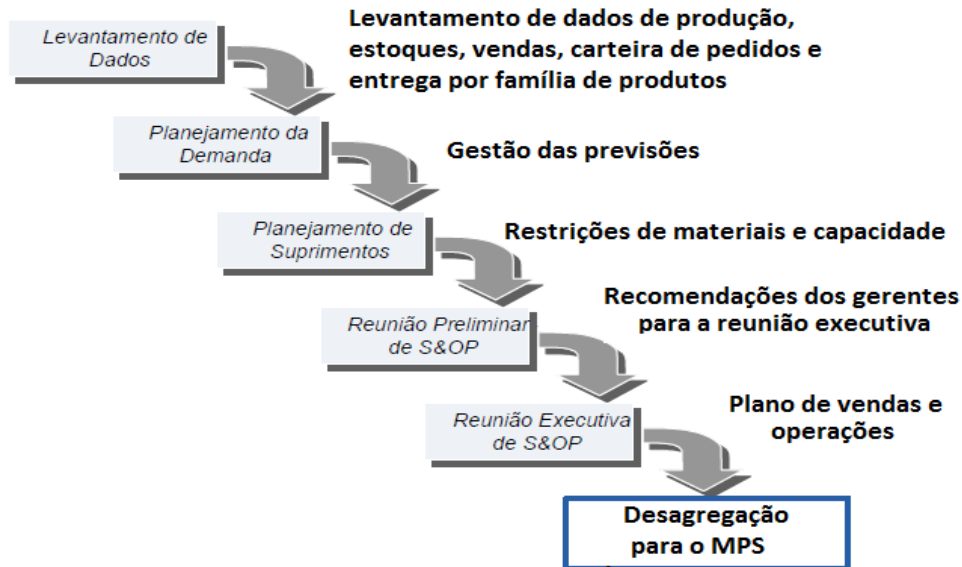 Levantamento de
Dados
Levantamento de dados de produção,
estoques, vendas, carteira de pedidos e
entrega por família de produtos
Planejamento da
Demanda
Gestão das previsões
Planejamento de
Suprimentos
Restrições de materiais e capacidade
Reunião Preliminar
de S&OP
Recomendações dos gerentes
para a reunião executiva
Reunião Executiva
de S&OP
Plano de vendas e
operações
Desagregação
para o MPS